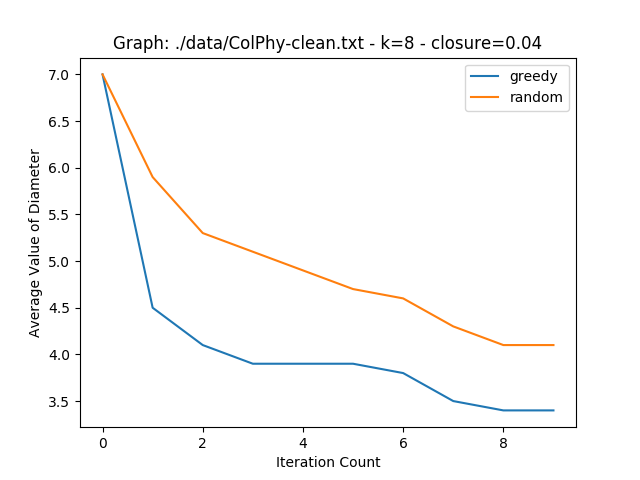 Graph: ./data/ColPhy-clean.txt - k=8 - closure=0.04
greedy
random
Average Value of Diameter
7.0
6.5
6.0
5.5
5.0
4.5
4.0
3.5
0
2
4
6
8
Iteration Count